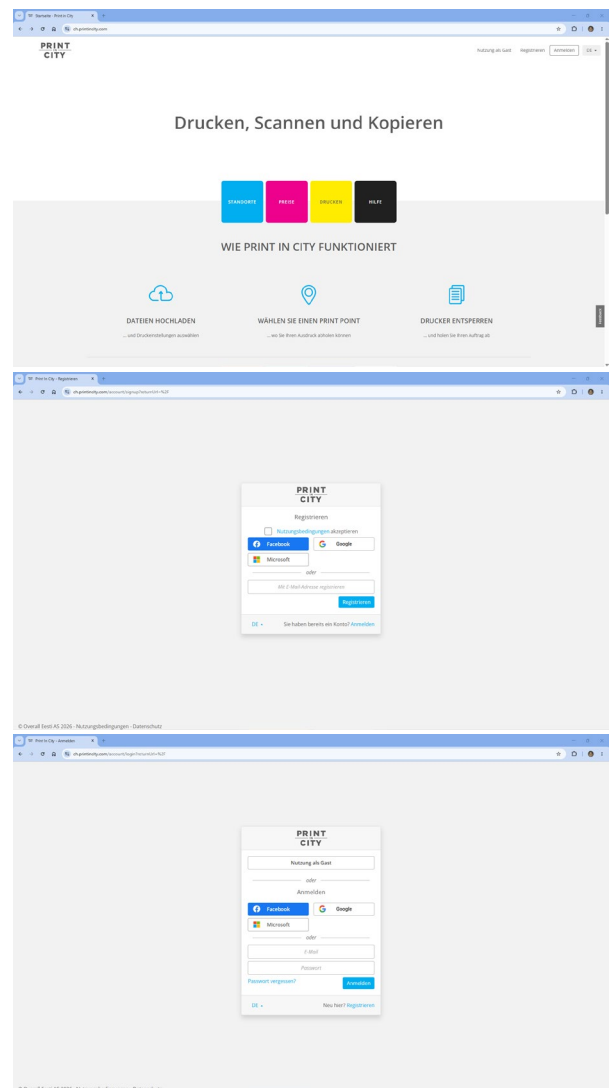 Startseite - Print in City
ch.printincity.com
PRINT
IN
CITY
Nutzung als Gast Registrieren Anmelden DE
Drucken, Scannen und Kopieren
STANDORTE PREISE DRUCKEN HILFE
WIE PRINT IN CITY FUNKTIONIERT
DATEIEN HOCHLADEN WÄHLEN SIE EINEN PRINT POINT DRUCKER ENTSPERREN
... und Druckeinstellungen auswählen ... wo Sie Ihren Ausdruck abholen können ... und holen Sie Ihren Auftrag ab
Feedback
Print in City - Registrieren
PRINT
IN
CITY
Registrieren
Nutzungsbedingungen akzeptieren
Facebook Google
Microsoft
oder
Mit E-Mail-Adresse registrieren
Registrieren
DE Sie haben bereits ein Konto? Anmelden
© Overall Eesti AS 2026 - Nutzungsbedingungen - Datenschutz
Print in City - Anmelden
PRINT
IN
CITY
Nutzung als Gast
oder
Anmelden
Facebook Google
Microsoft
oder
E-Mail
Passwort
Passwort vergessen? Anmelden
DE Neu hier? Registrieren